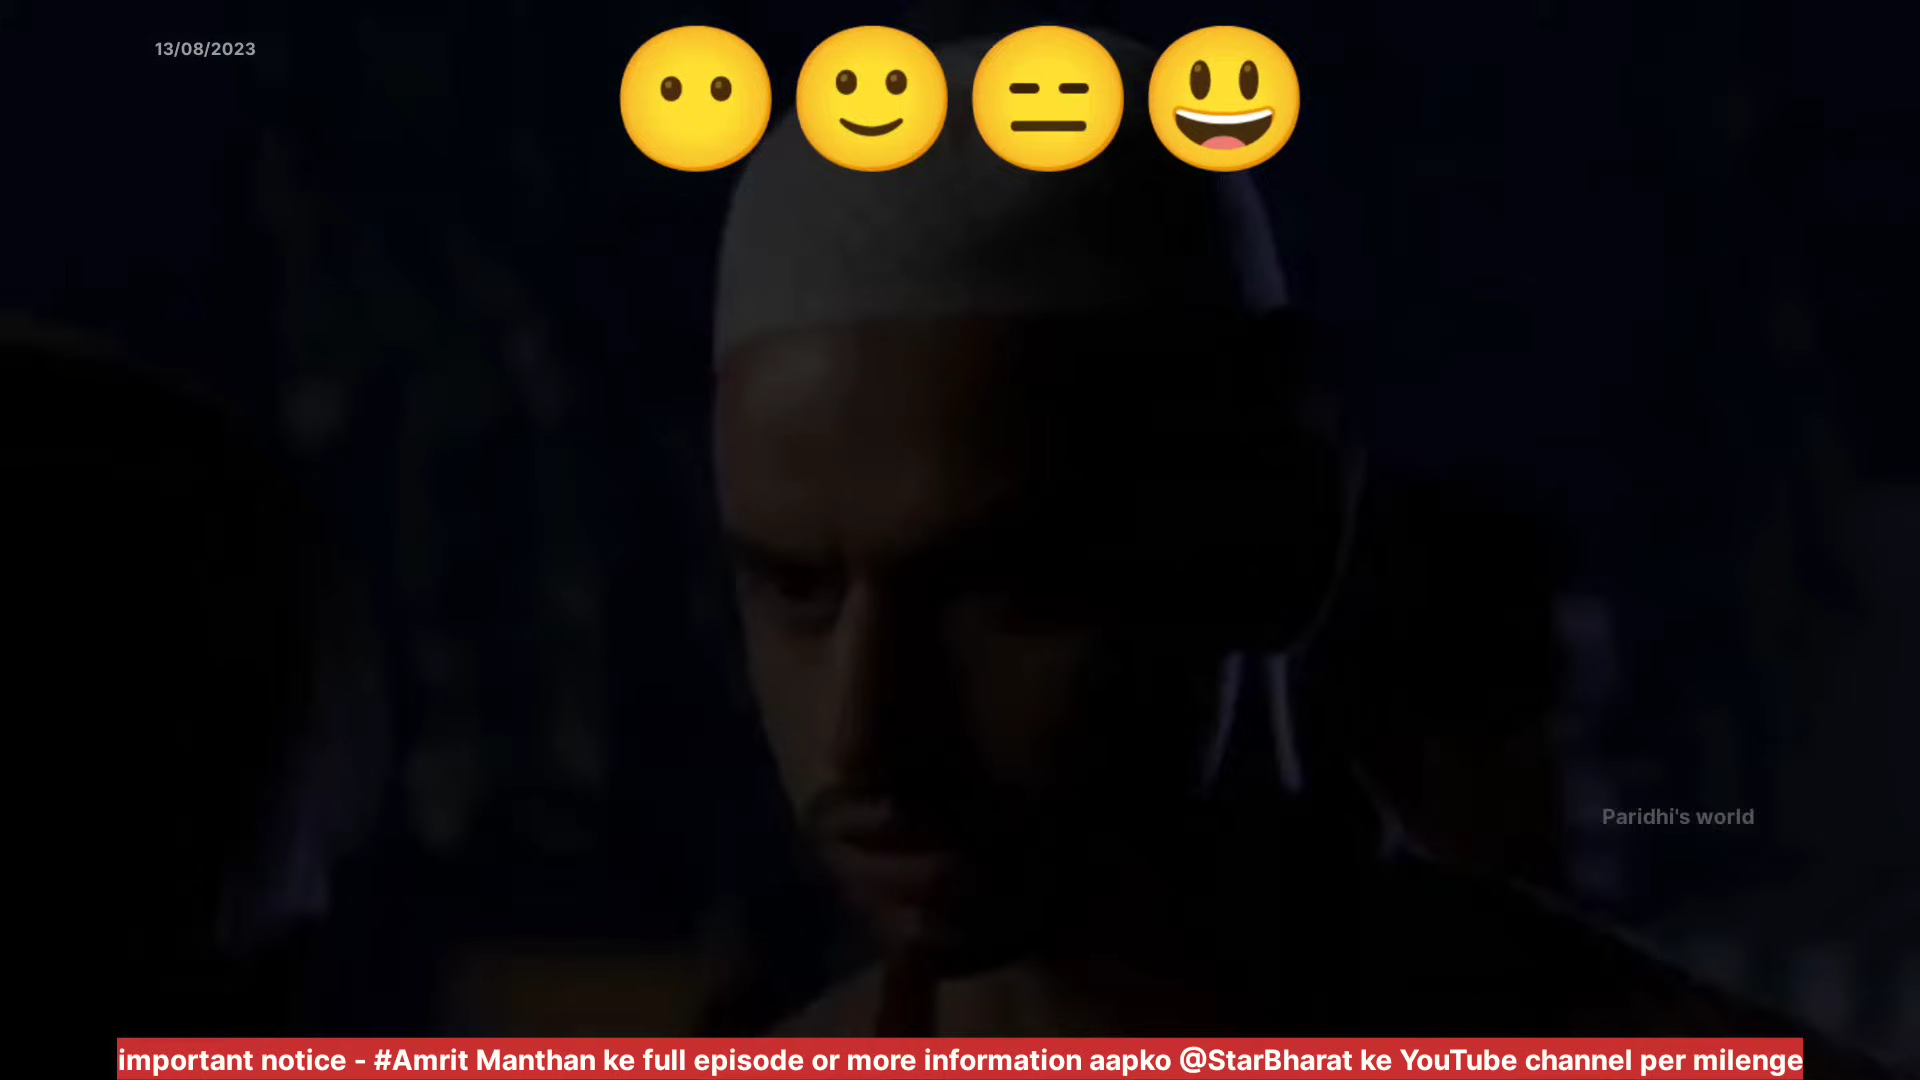 13/08/2023
Paridhi's world
important notice - #Amrit Manthan ke full episode or more information aapko @StarBharat ke YouTube channel per milenge